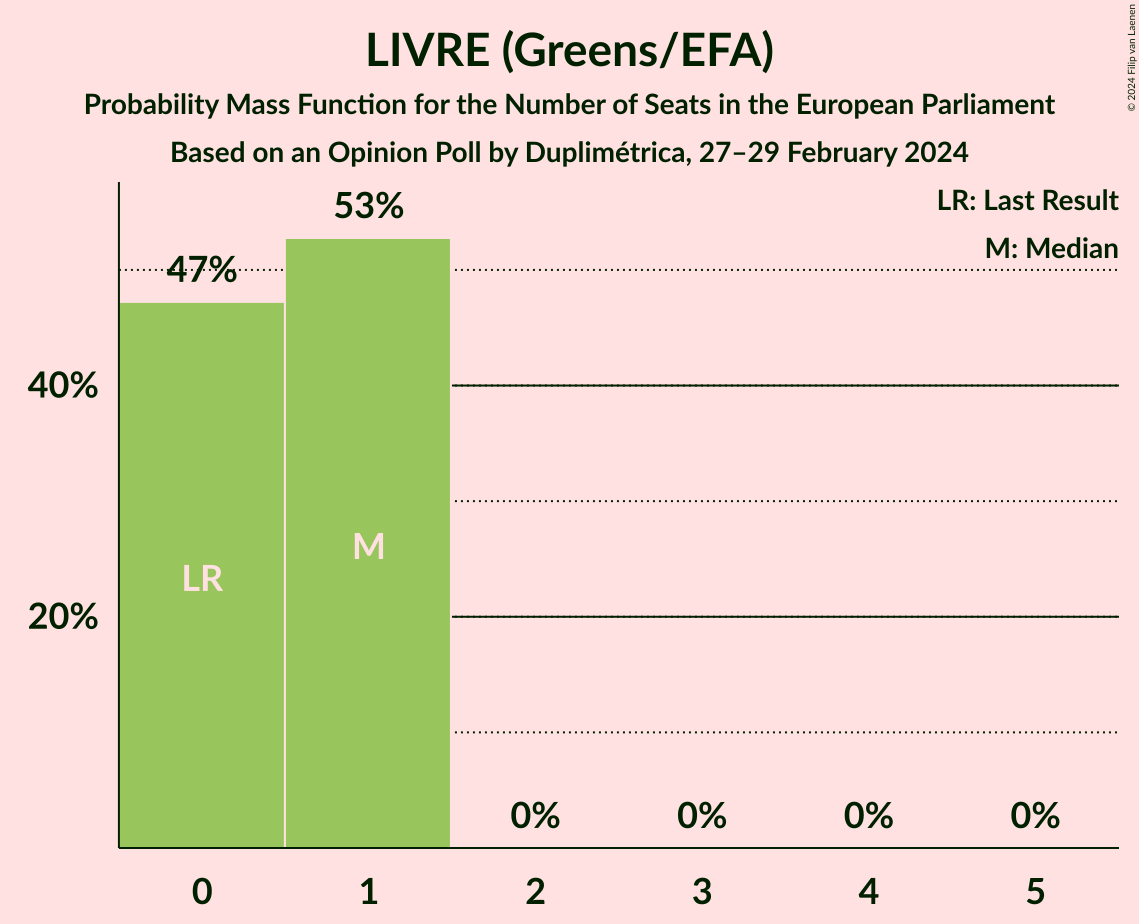 LIVRE (Greens/EFA)
Probability Mass Function for the Number of Seats in the European Parliament
Based on an Opinion Poll by Duplimétrica, 27–29 February 2024
© 2024 Filip van Laenen
LR: Last Result
M: Median
53%
47%
40%
20%
LR
M
0%
0%
0%
0%
0
1
2
3
4
5